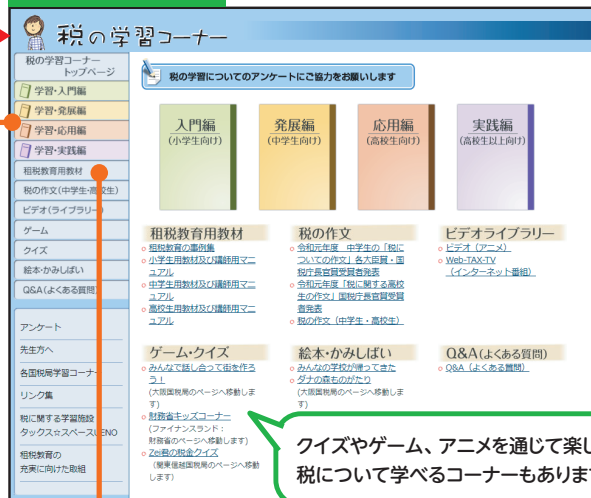 税の学習コーナー
税の学習コーナー
トップページ
学習・入門編
学習・発展編
学習・応用編
学習・実践編
租税教育用教材
税の作文(中学生・高校生)
ビデオ(ライブラリー)
ゲーム
クイズ
絵本・かみしばい
Q&A(よくある質問)
アンケート
先生方へ
各国税局学習コーナー
リンク集
税に関する学習施設
タックス☆スペースUENO
租税教育の
充実に向けた取組
税の学習についてのアンケートにご協力をお願いします
入門編
(小学生向け)
発展編
(中学生向け)
応用編
(高校生向け)
実践編
(高校生以上向け)
租税教育用教材
租税教育の事例集
小学生用教材及び講師用マニ
ュアル
中学生用教材及び講師用マニ
ュアル
高校生用教材及び講師用マニ
ュアル
税の作文
令和元年度 中学生の「税に
ついての作文」各大臣賞・国
税庁長官賞受賞者発表
令和元年度「税に関する高校
生の作文」国税庁長官賞受賞
者発表
税の作文(中学生・高校生)
ビデオライブラリー
ビデオ(アニメ)
Web-TAX-TV
(インターネット番組)
ゲーム・クイズ
みんなで話し合って街を作ろ
う!
(大阪国税局のページへ移動しま
す)
財務省キッズコーナー
(ファイナンスランド:
財務省のページへ移動します)
Zei君の税金クイズ
(関東信越国税局のページへ移動
します)
絵本・かみしばい
みんなの学校が帰ってきた
ダナの森ものがたり
(大阪国税局のページへ移動しま
す)
Q&A(よくある質問)
Q&A(よくある質問)
クイズやゲーム、アニメを通じて楽し
税について学べるコーナーもあります